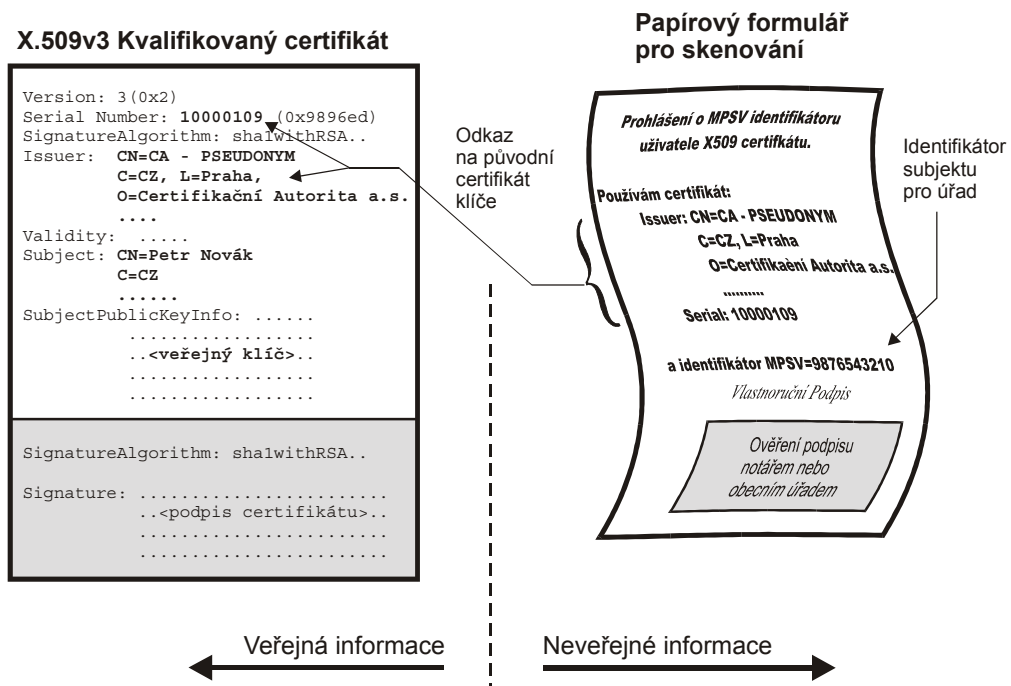 X.509v3 Kvalifikovaný certifikát
Version: 3(0x2)
Serial Number: 10000109 (0x9896ed)
SignatureAlgorithm: sha1withRSA..
Issuer: CN=CA - PSEUDONYM
C=CZ, L=Praha,
O=Certifikační Autorita a.s.
....
Validity: .....
Subject: CN=Petr Novák
C=CZ
......
SubjectPublicKeyInfo: ......
.................
..<veřejný klíč>..
.................
.................
SignatureAlgorithm: sha1withRSA..
Signature: .......................
..<podpis certifikátu>..
.......................
.......................
Odkaz
na původní
certifikát
klíče
Papírový formulář
pro skenování
Prohlášení o MPSV identifikátoru
uživatele X509 certifkátu.
Používám certifikát:
Issuer: CN=CA - PSEUDONYM
C=CZ, L=Praha
O=Certifikaèní Autorita a.s.
..........
Serial: 10000109
a identifikátor MPSV=9876543210
Vlastnoruční Podpis
Ověření podpisu
notářem nebo
obecním úřadem
Identifikátor
subjektu
pro úřad
Veřejná informace
Neveřejné informace